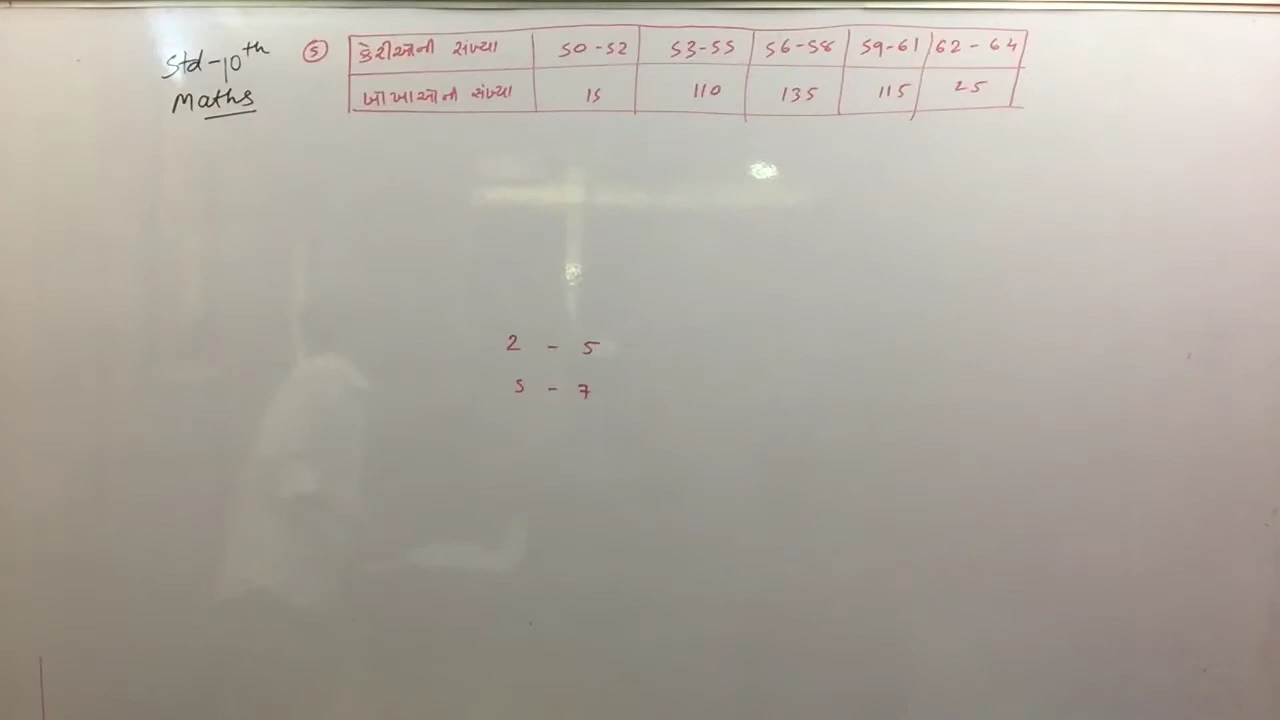 Std-10th
Maths
(5) કેરીઓની સંખ્યા 50-52 53-55 56-58 59-61 62-64
ખોખાઓની સંખ્યા 15 110 135 115 25
2 - 5
5 - 7